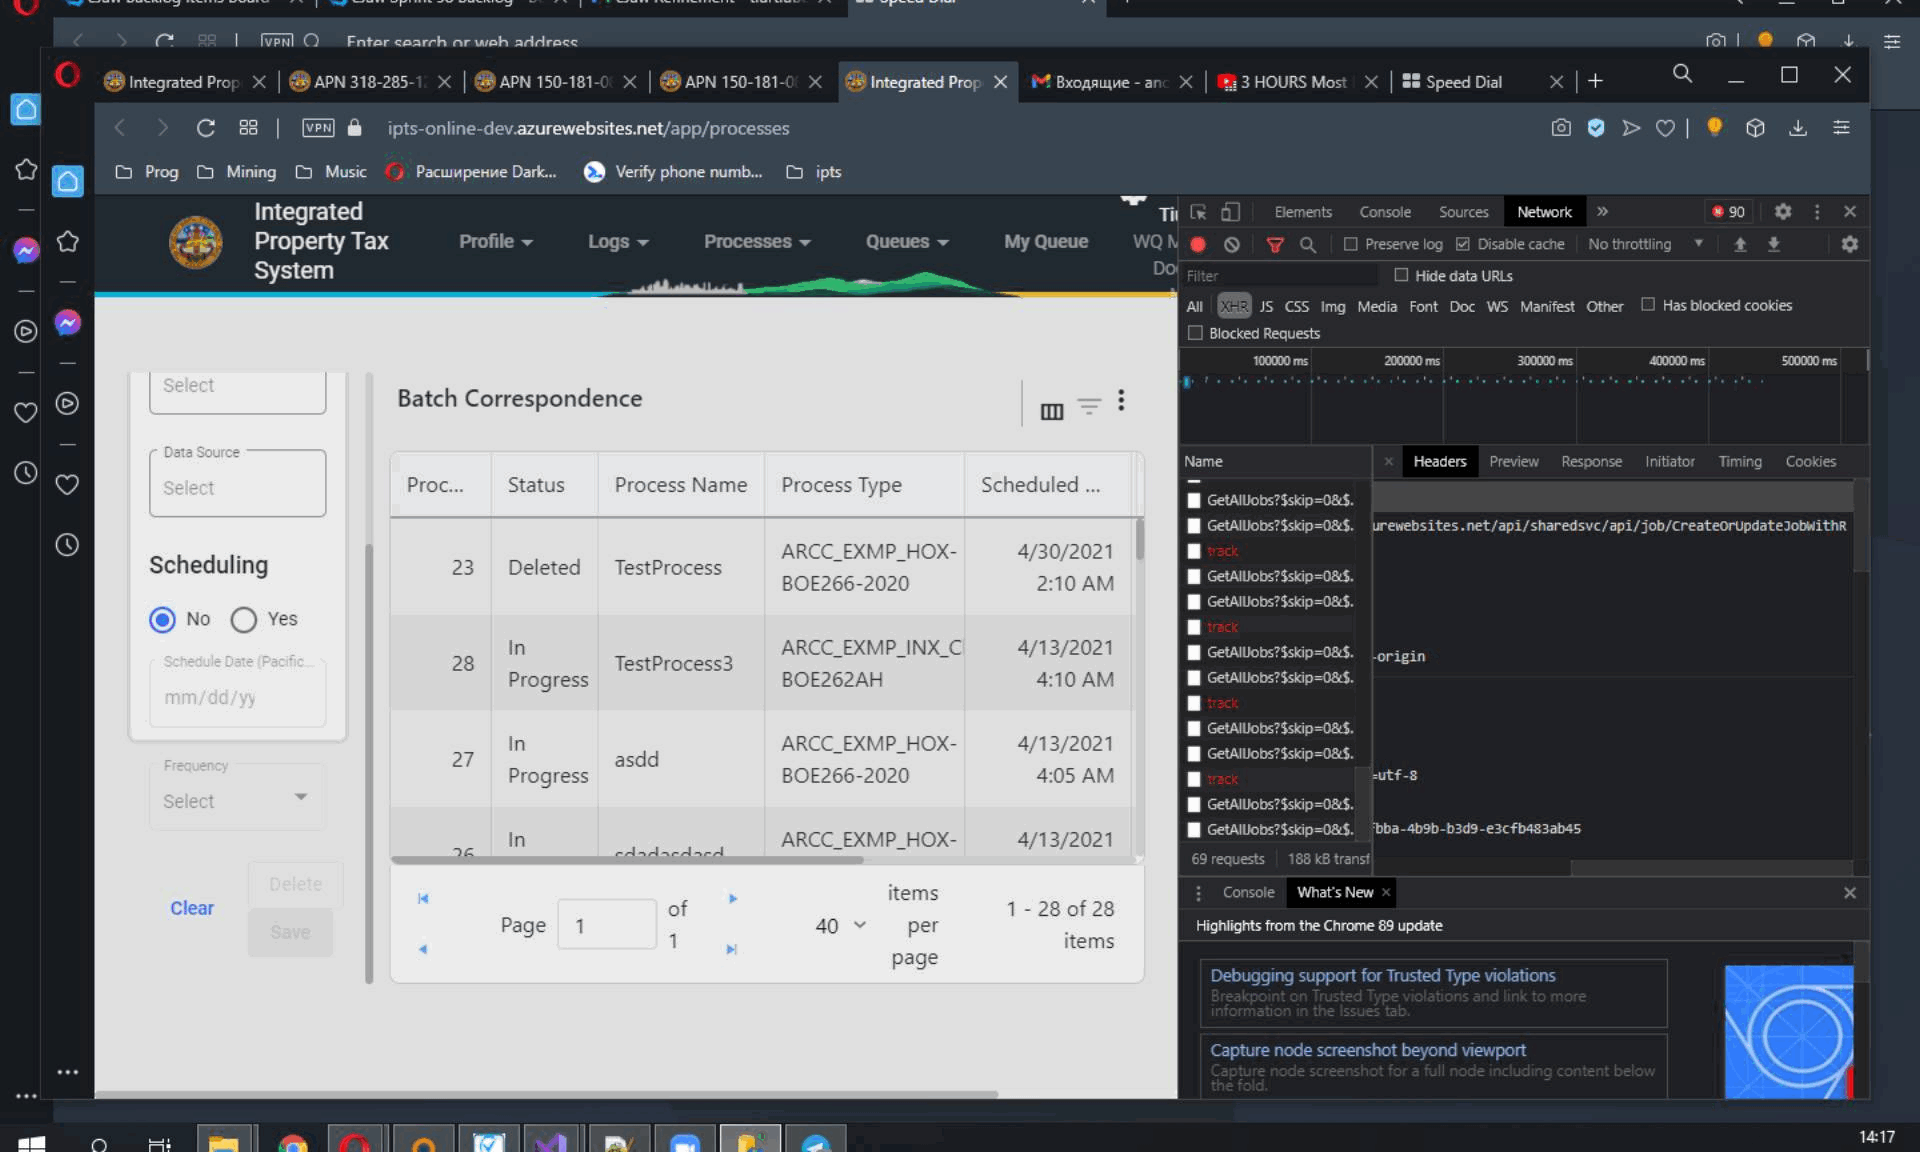 Enter search or web address
VPN
Integrated Prop
APN 318-285-1
APN 150-181-0
APN 150-181-0
Integrated Prop
Входящие - anc
3 HOURS Most
Speed Dial
VPN
ipts-online-dev.azurewebsites.net/app/processes
Prog
Mining
Music
Расширение Dark...
Verify phone numb...
ipts
Integrated
Property Tax
System
Profile
Logs
Processes
Queues
My Queue
WQ M
Do
Elements
Console
Sources
Network
90
Preserve log
Disable cache
No throttling
Filter
Hide data URLs
All
XHR
JS
CSS
Img
Media
Font
Doc
WS
Manifest
Other
Has blocked cookies
Blocked Requests
100000 ms
200000 ms
300000 ms
400000 ms
500000 ms
Name
Headers
Preview
Response
Initiator
Timing
Cookies
GetAllJobs?$skip=0&$.
GetAllJobs?$skip=0&$.
track
GetAllJobs?$skip=0&$.
GetAllJobs?$skip=0&$.
track
GetAllJobs?$skip=0&$.
GetAllJobs?$skip=0&$.
track
GetAllJobs?$skip=0&$.
GetAllJobs?$skip=0&$.
track
GetAllJobs?$skip=0&$.
GetAllJobs?$skip=0&$.
69 requests
188 kB transf
urewebsites.net/api/sharedsvc/api/job/CreateOrUpdateJobWithR
-origin
=utf-8
bba-4b9b-b3d9-e3cfb483ab45
Console
What's New
Highlights from the Chrome 89 update
Debugging support for Trusted Type violations
Breakpoint on Trusted Type violations and link to more
information in the Issues tab.
Capture node screenshot beyond viewport
Capture node screenshot for a full node including content below
the fold.
Select
Data Source
Select
Scheduling
No
Yes
Schedule Date (Pacific...
mm/dd/yy
Frequency
Select
Clear
Delete
Save
Batch Correspondence
Proc...
Status
Process Name
Process Type
Scheduled ...
23
Deleted
TestProcess
ARCC_EXMP_HOX-
BOE266-2020
4/30/2021
2:10 AM
28
In
Progress
TestProcess3
ARCC_EXMP_INX_C
BOE262AH
4/13/2021
4:10 AM
27
In
Progress
asdd
ARCC_EXMP_HOX-
BOE266-2020
4/13/2021
4:05 AM
26
In
sdadasdasd
ARCC_EXMP_HOX-
4/13/2021
Page
1
of
1
40
items
per
page
1 - 28 of 28
items
14:17